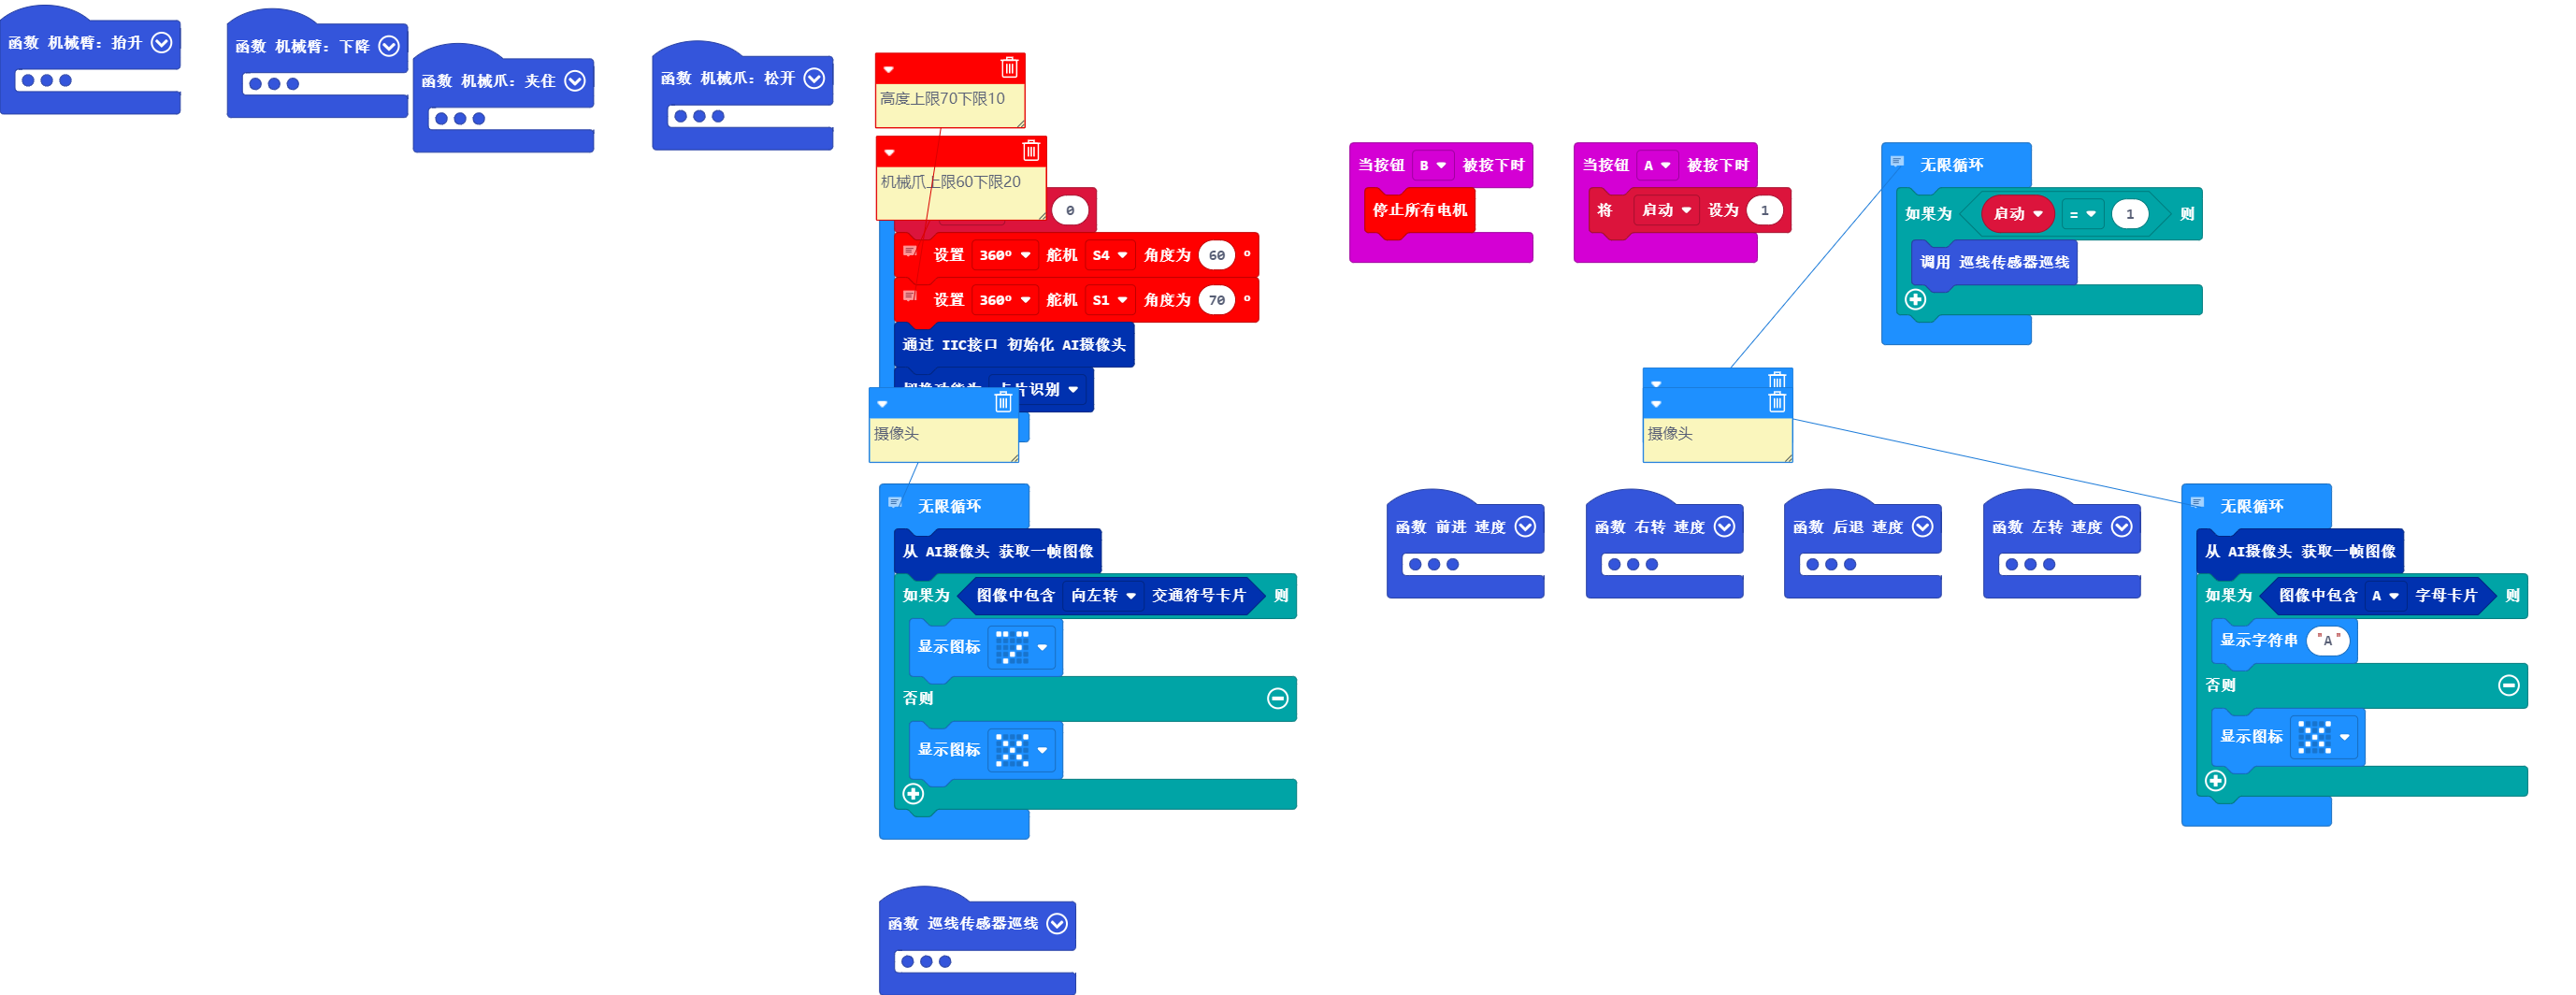 函数 机械臂：抬升
函数 机械臂：下降
函数 机械爪：夹住
函数 机械爪：松开
高度上限70下限10
机械爪上限60下限20
0
设置 360° 舵机 S4 角度为 60 °
设置 360° 舵机 S1 角度为 70 °
通过 IIC接口 初始化 AI摄像头
卡片识别
摄像头
无限循环
从 AI摄像头 获取一帧图像
如果为 图像中包含 向左转 交通符号卡片 则
显示图标
否则
显示图标
函数 巡线传感器巡线
当按钮 B 被按下时
停止所有电机
当按钮 A 被按下时
将 启动 设为 1
无限循环
如果为 启动 = 1 则
调用 巡线传感器巡线
摄像头
函数 前进 速度
函数 右转 速度
函数 后退 速度
函数 左转 速度
无限循环
从 AI摄像头 获取一帧图像
如果为 图像中包含 A 字母卡片 则
显示字符串 "A"
否则
显示图标